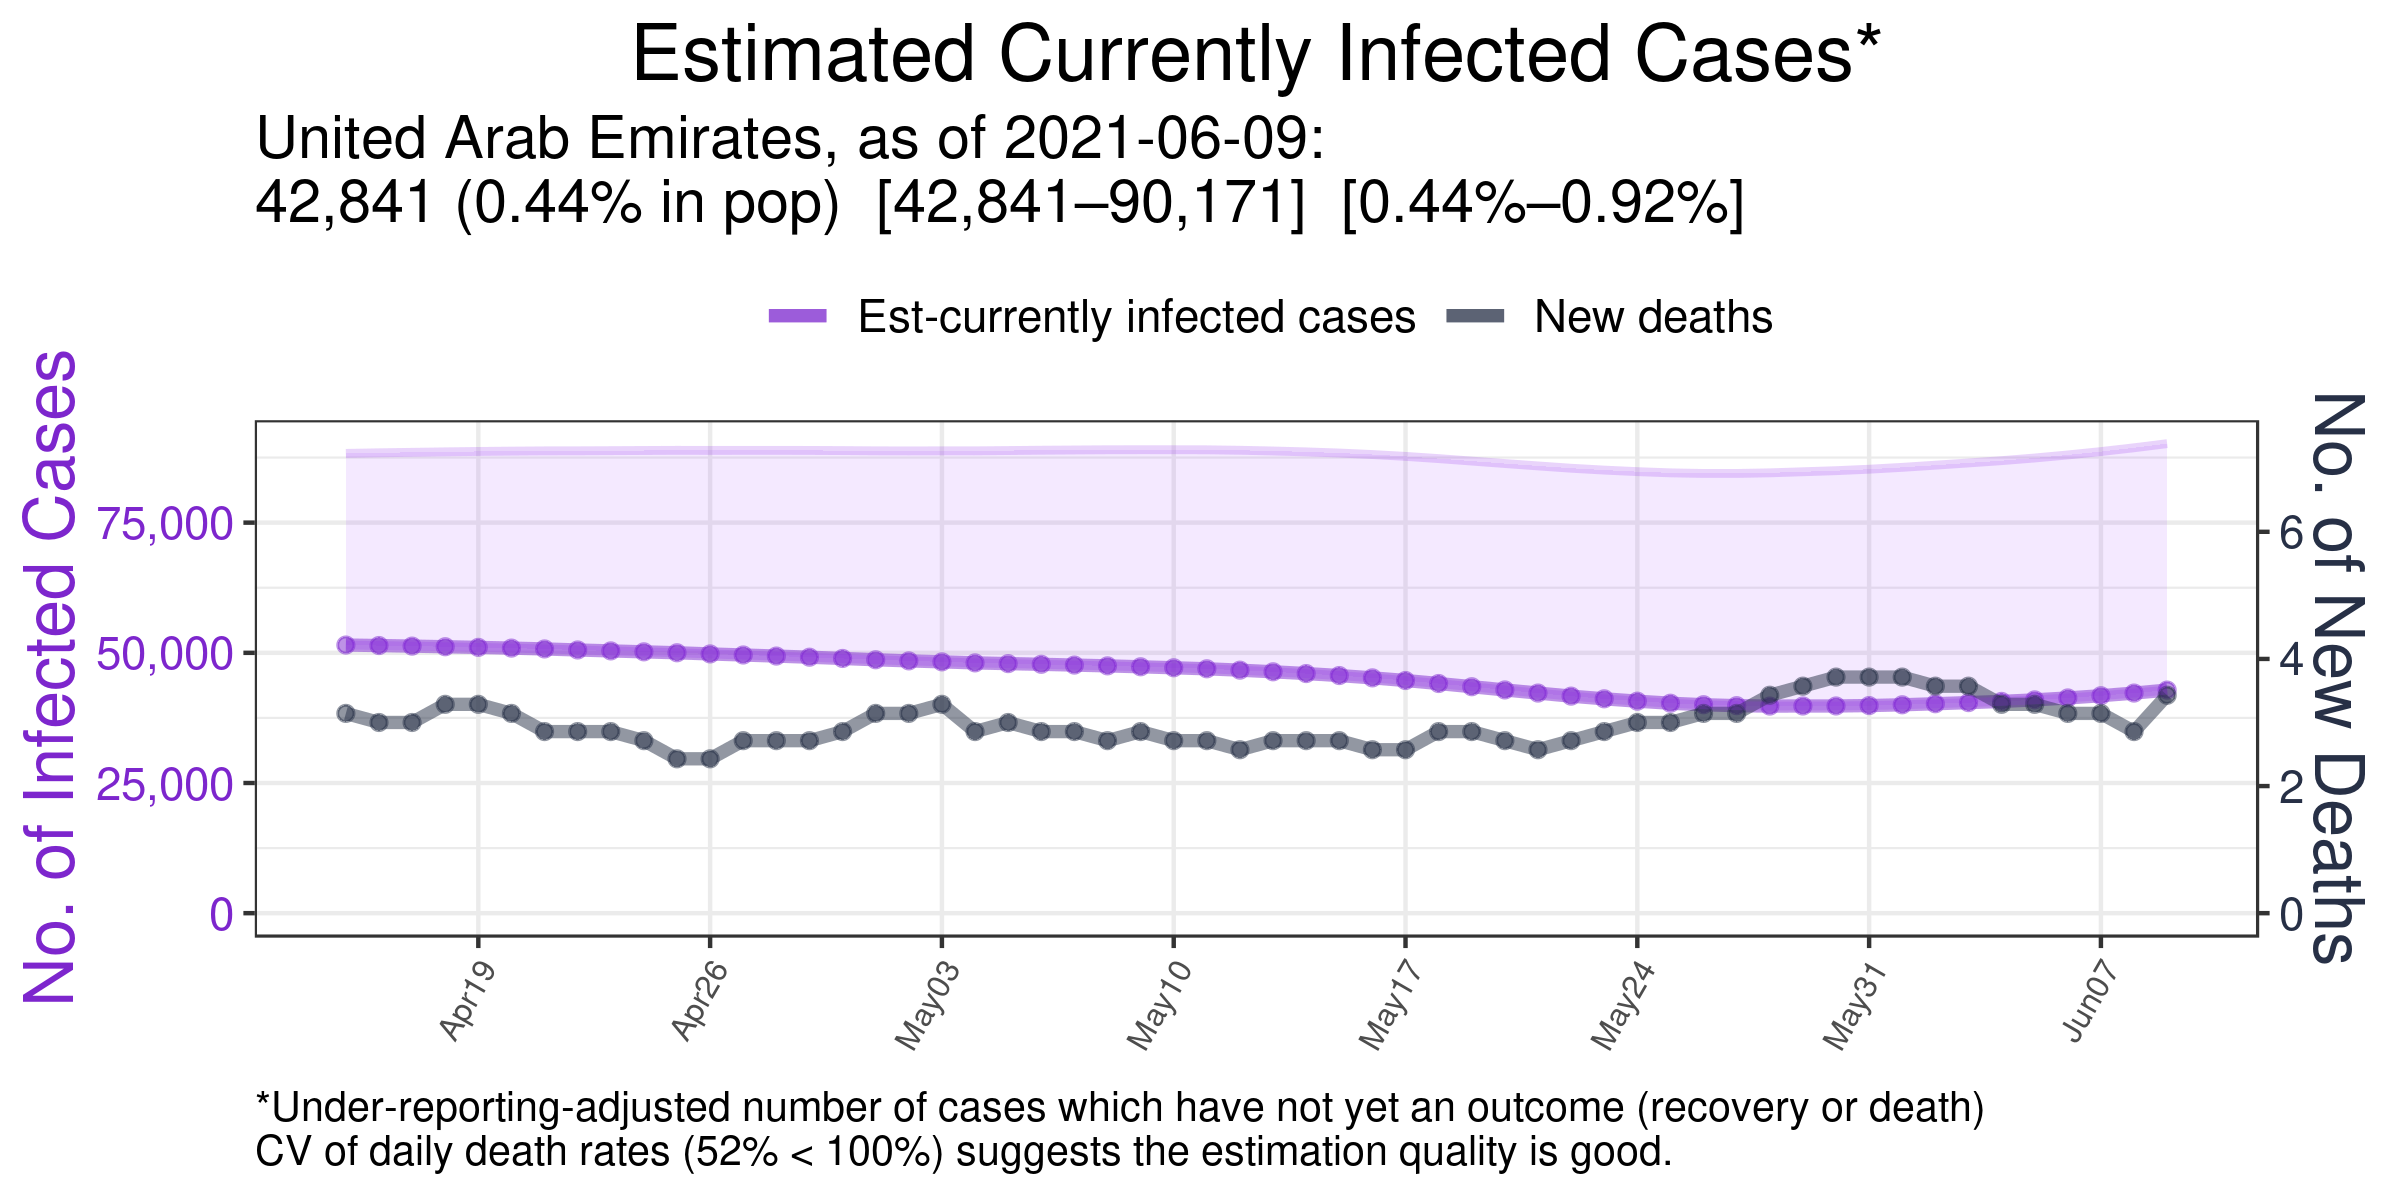 Estimated Currently Infected Cases*
United Arab Emirates, as of 2021-06-09:
42,841 (0.44% in pop)  [42,841–90,171]  [0.44%–0.92%]
Est-currently infected cases
New deaths
No. of Infected Cases
75,000
50,000
25,000
0
6
4
2
0
No. of New Deaths
Apr19
Apr26
May03
May10
May17
May24
May31
Jun07
*Under-reporting-adjusted number of cases which have not yet an outcome (recovery or death)
CV of daily death rates (52% < 100%) suggests the estimation quality is good.